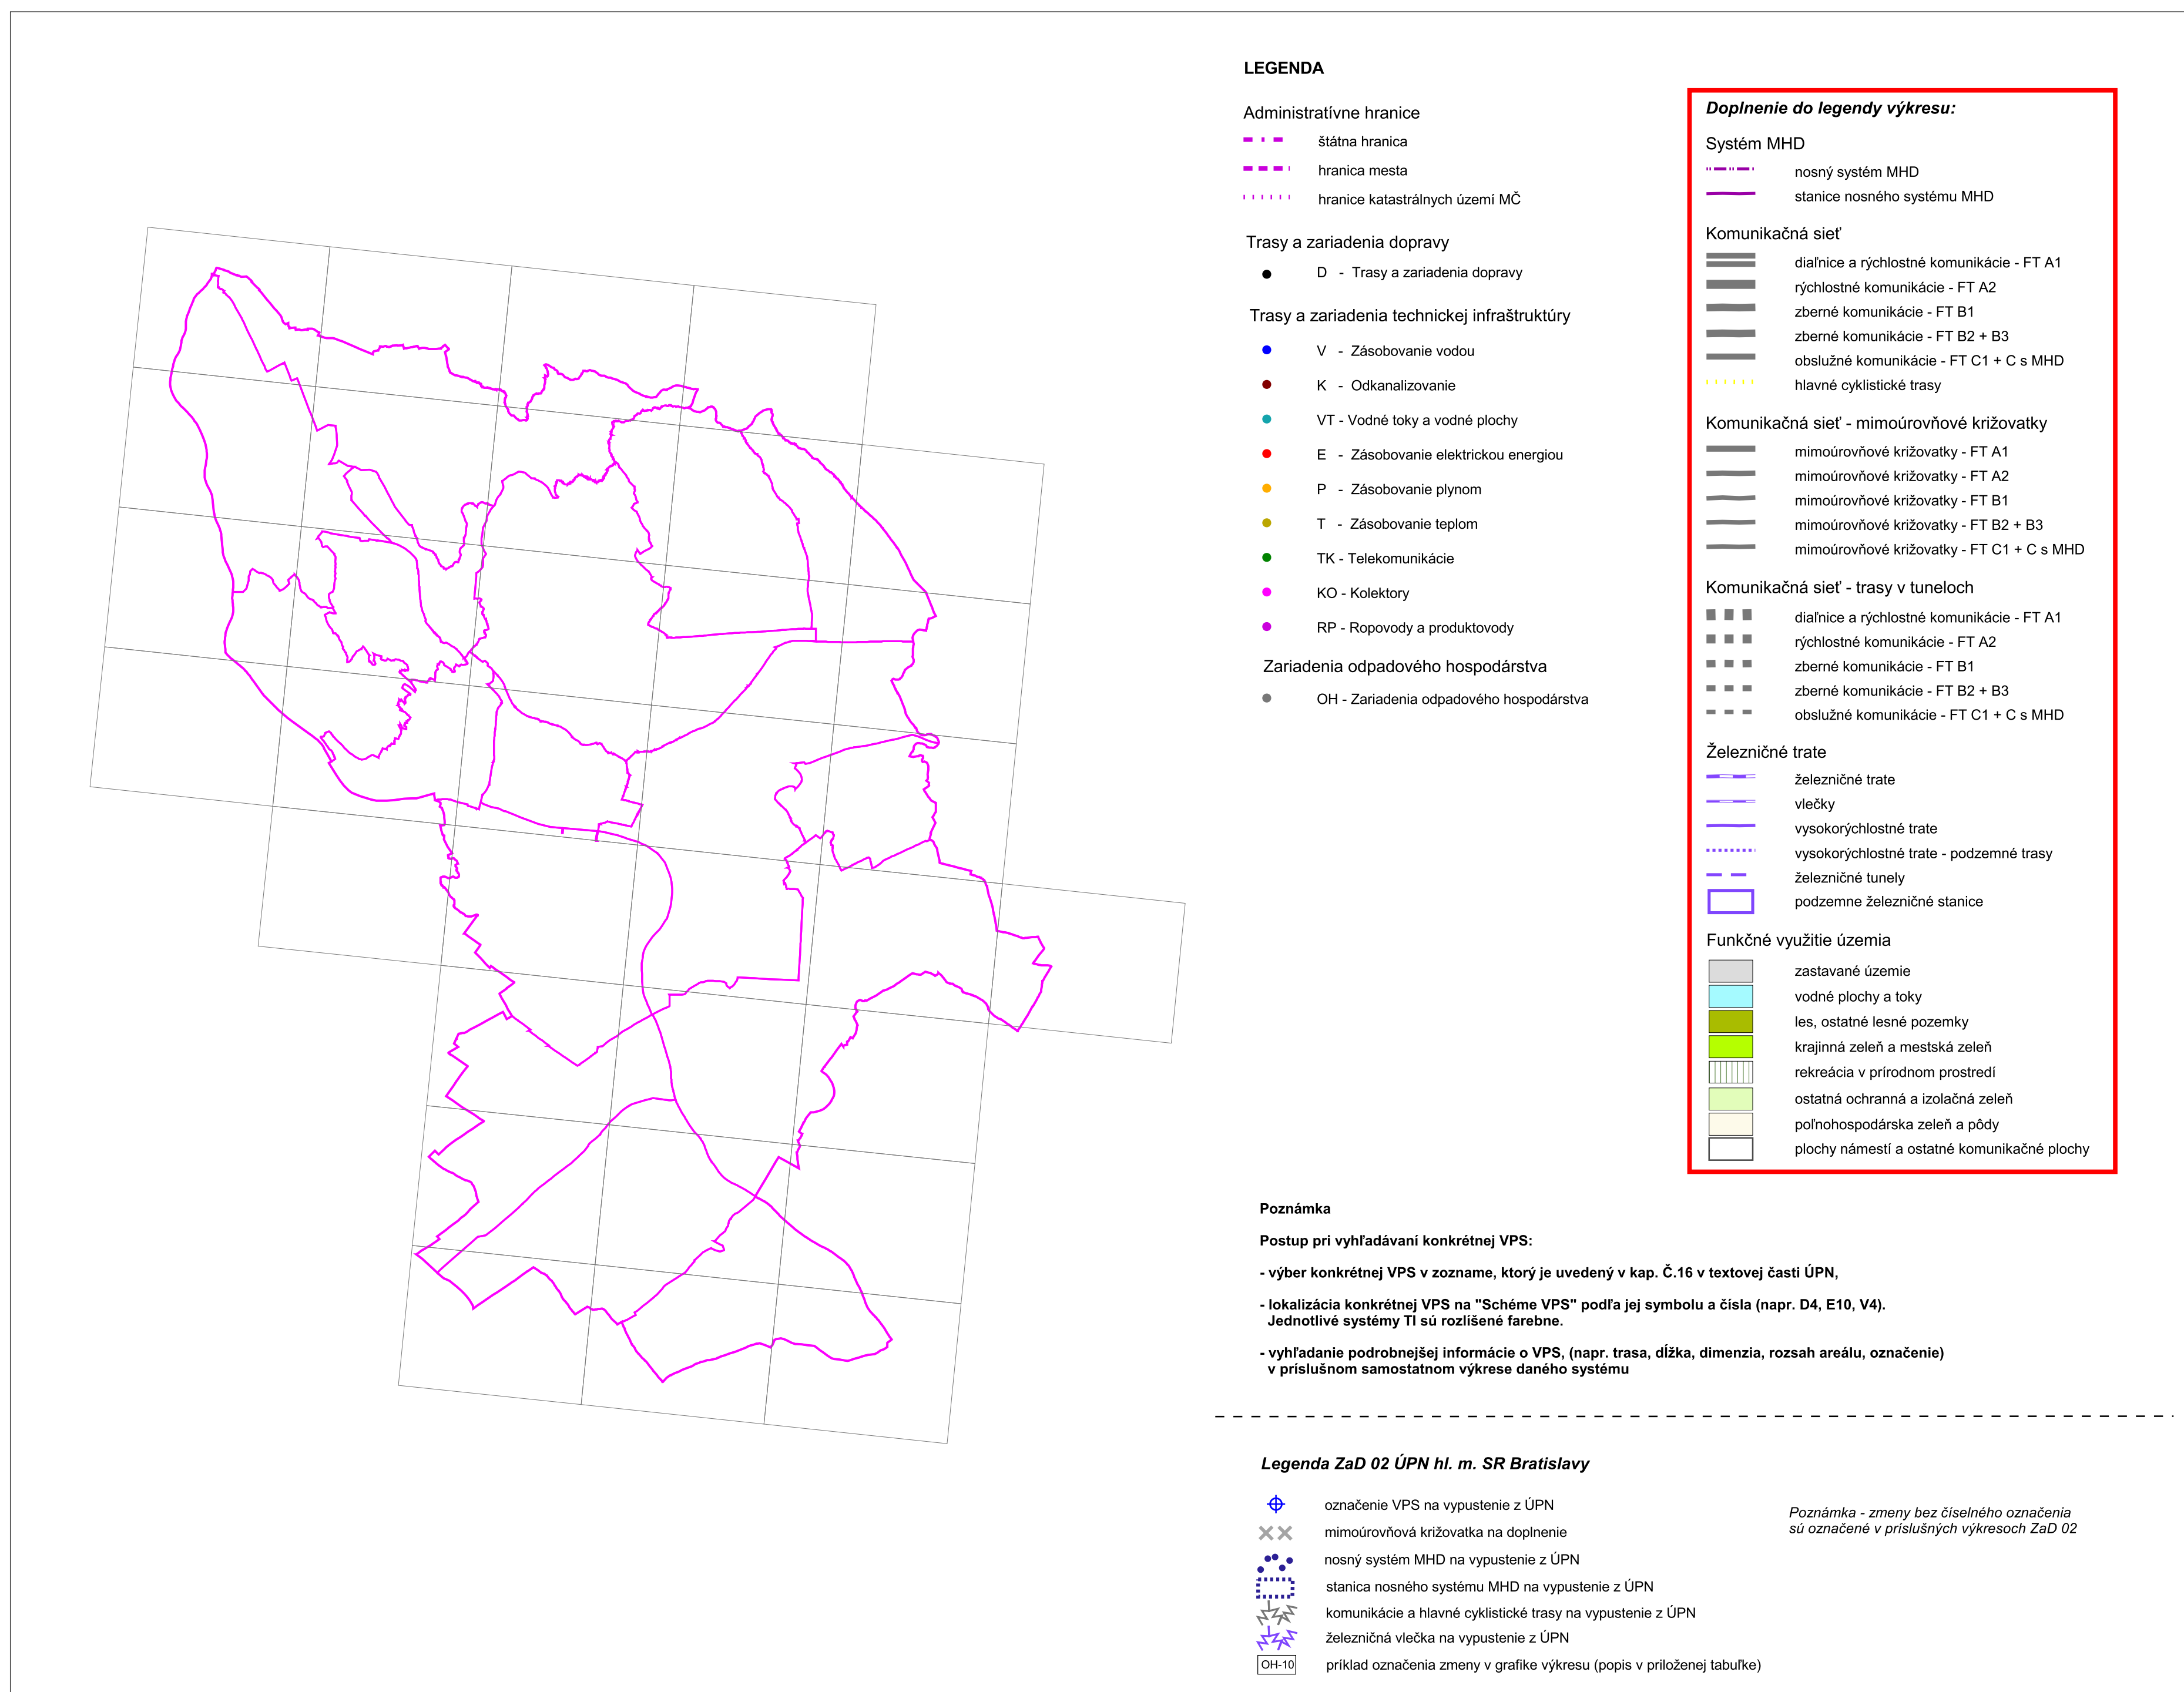 LEGENDA
Administratívne hranice
štátna hranica
hranica mesta
hranice katastrálnych území MČ
Trasy a zariadenia dopravy
D - Trasy a zariadenia dopravy
Trasy a zariadenia technickej infraštruktúry
V - Zásobovanie vodou
K - Odkanalizovanie
VT - Vodné toky a vodné plochy
E - Zásobovanie elektrickou energiou
P - Zásobovanie plynom
T - Zásobovanie teplom
TK - Telekomunikácie
KO - Kolektory
RP - Ropovody a produktovody
Zariadenia odpadového hospodárstva
OH - Zariadenia odpadového hospodárstva
Doplnenie do legendy výkresu:
Systém MHD
nosný systém MHD
stanice nosného systému MHD
Komunikačná sieť
diaľnice a rýchlostné komunikácie - FT A1
rýchlostné komunikácie - FT A2
zberné komunikácie - FT B1
zberné komunikácie - FT B2 + B3
obslužné komunikácie - FT C1 + C s MHD
hlavné cyklistické trasy
Komunikačná sieť - mimoúrovňové križovatky
mimoúrovňové križovatky - FT A1
mimoúrovňové križovatky - FT A2
mimoúrovňové križovatky - FT B1
mimoúrovňové križovatky - FT B2 + B3
mimoúrovňové križovatky - FT C1 + C s MHD
Komunikačná sieť - trasy v tuneloch
diaľnice a rýchlostné komunikácie - FT A1
rýchlostné komunikácie - FT A2
zberné komunikácie - FT B1
zberné komunikácie - FT B2 + B3
obslužné komunikácie - FT C1 + C s MHD
Železničné trate
železničné trate
vlečky
vysokorýchlostné trate
vysokorýchlostné trate - podzemné trasy
železničné tunely
podzemne železničné stanice
Funkčné využitie územia
zastavané územie
vodné plochy a toky
les, ostatné lesné pozemky
krajinná zeleň a mestská zeleň
rekreácia v prírodnom prostredí
ostatná ochranná a izolačná zeleň
poľnohospodárska zeleň a pôdy
plochy námestí a ostatné komunikačné plochy
Poznámka
Postup pri vyhľadávaní konkrétnej VPS:
- výber konkrétnej VPS v zozname, ktorý je uvedený v kap. Č.16 v textovej časti ÚPN,
- lokalizácia konkrétnej VPS na "Schéme VPS" podľa jej symbolu a čísla (napr. D4, E10, V4).
Jednotlivé systémy TI sú rozlíšené farebne.
- vyhľadanie podrobnejšej informácie o VPS, (napr. trasa, dĺžka, dimenzia, rozsah areálu, označenie)
v príslušnom samostatnom výkrese daného systému
Legenda ZaD 02 ÚPN hl. m. SR Bratislavy
označenie VPS na vypustenie z ÚPN
mimoúrovňová križovatka na doplnenie
nosný systém MHD na vypustenie z ÚPN
stanica nosného systému MHD na vypustenie z ÚPN
komunikácie a hlavné cyklistické trasy na vypustenie z ÚPN
železničná vlečka na vypustenie z ÚPN
OH-10 príklad označenia zmeny v grafike výkresu (popis v priloženej tabuľke)
Poznámka - zmeny bez číselného označenia
sú označené v príslušných výkresoch ZaD 02